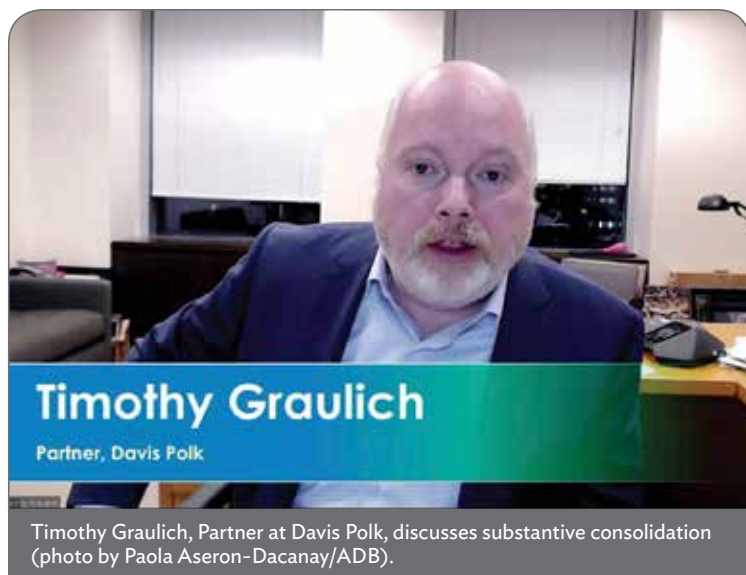 Timothy Graulich
Partner, Davis Polk
Timothy Graulich, Partner at Davis Polk, discusses substantive consolidation
(photo by Paola Aseron-Dacanay/ADB).